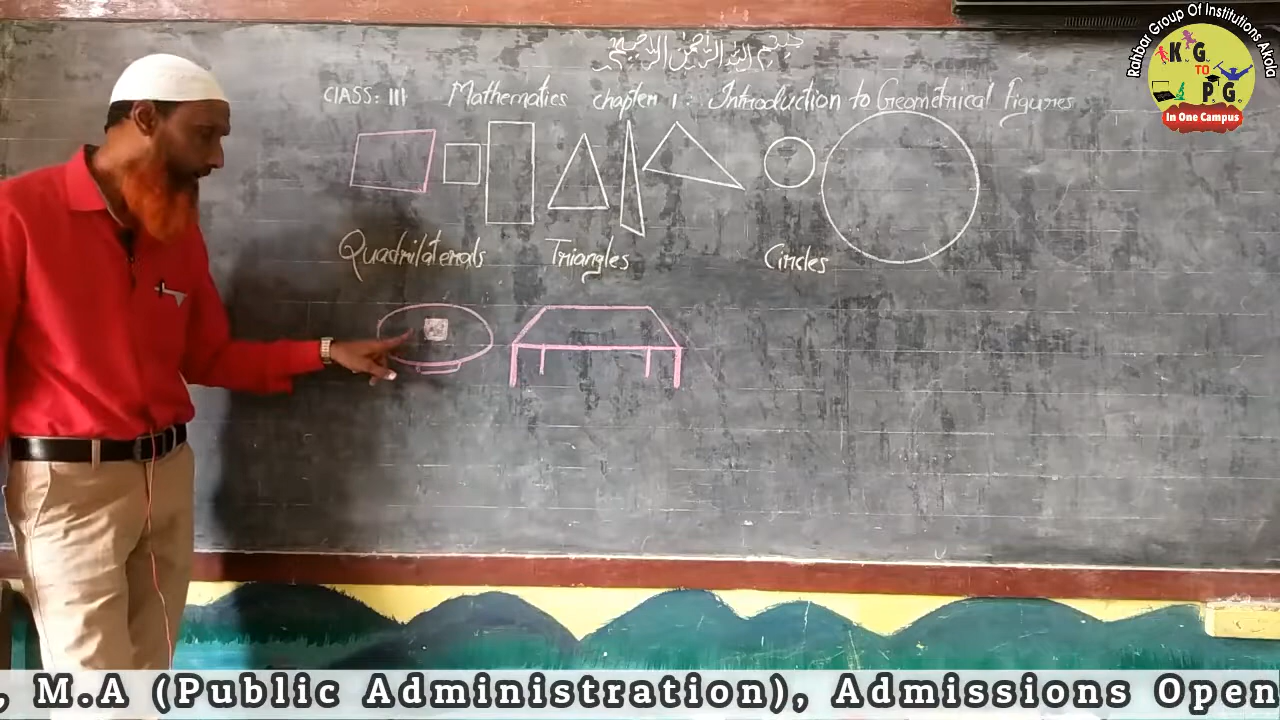 بسم الله الرحمن الرحيم
CLASS: III Mathematics chapter 1: Introduction to Geometrical figures
Quadrilaterals Triangles Circles
Rahbar Group Of Institutions Akola
K.G
TO
P.G.
In One Campus
, M.A (Public Administration), Admissions Open